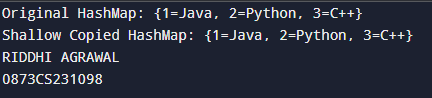 Original HashMap: {1=Java, 2=Python, 3=C++}
Shallow Copied HashMap: {1=Java, 2=Python, 3=C++}
RIDDHI AGRAWAL
0873CS231098